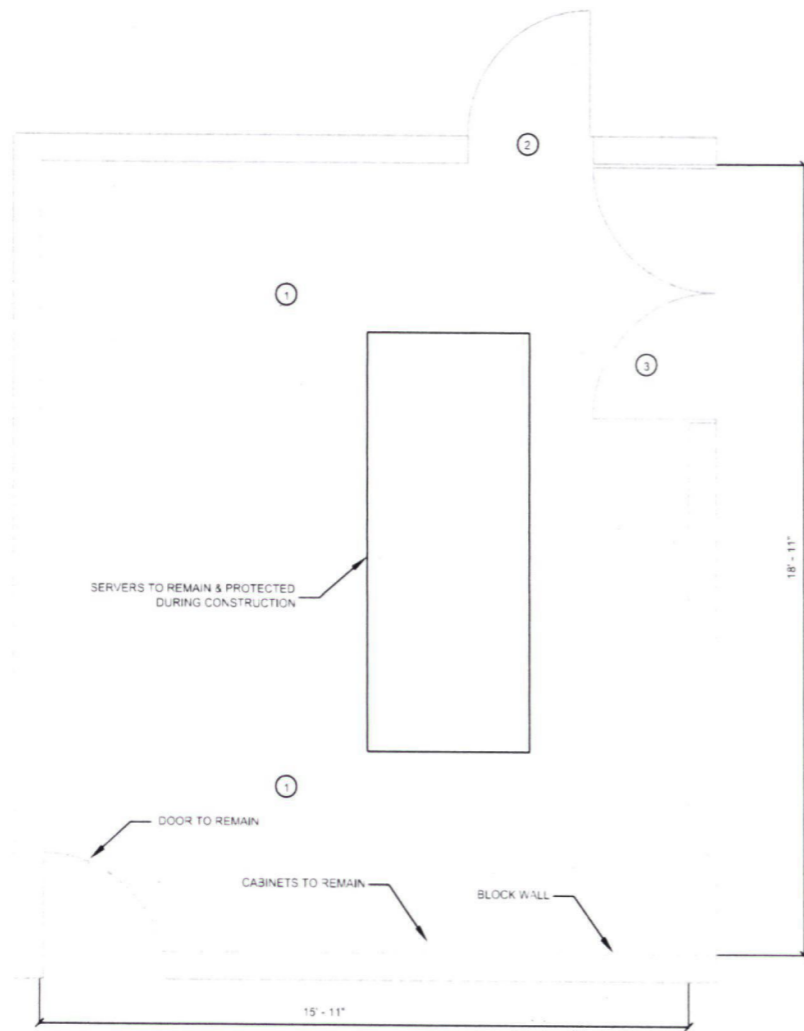 2
1
3
18' - 11"
SERVERS TO REMAIN & PROTECTED
DURING CONSTRUCTION
1
DOOR TO REMAIN
CABINETS TO REMAIN
BLOCK WALL
15' - 11"